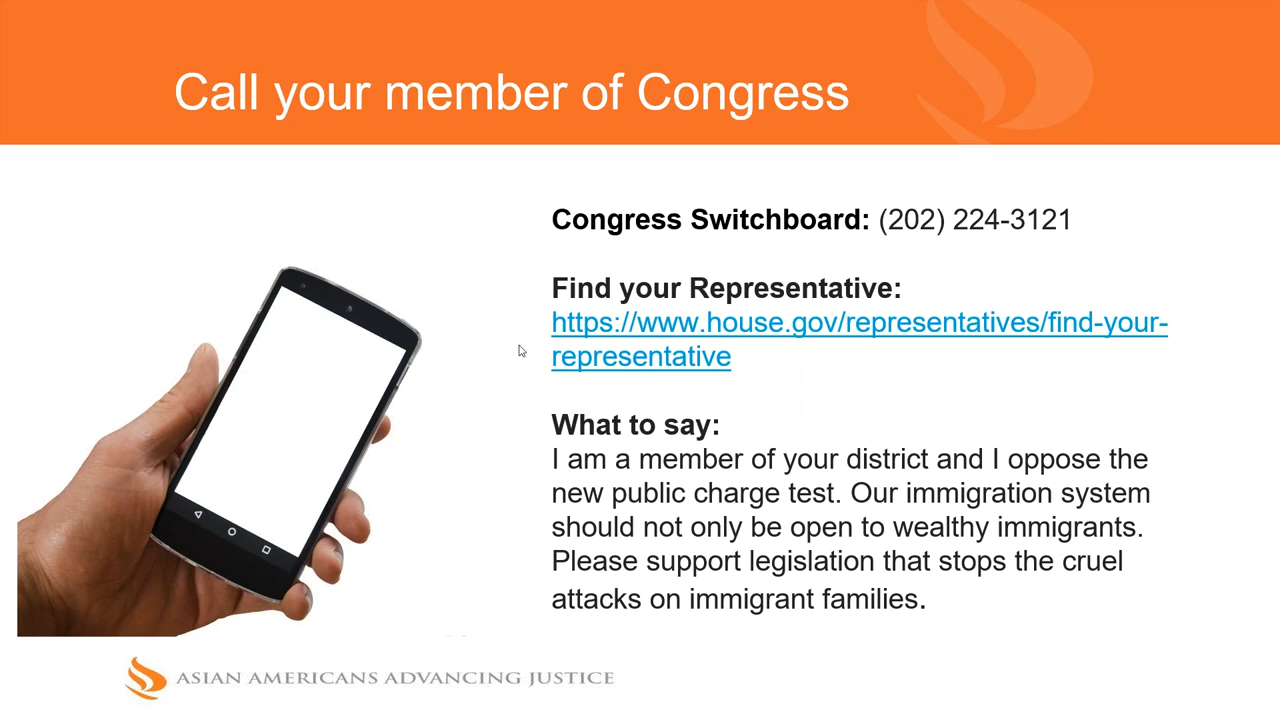 Call your member of Congress
Congress Switchboard: (202) 224-3121
Find your Representative:
https://www.house.gov/representatives/find-your-
representative
What to say:
I am a member of your district and I oppose the
new public charge test. Our immigration system
should not only be open to wealthy immigrants.
Please support legislation that stops the cruel
attacks on immigrant families.
ASIAN AMERICANS ADVANCING JUSTICE